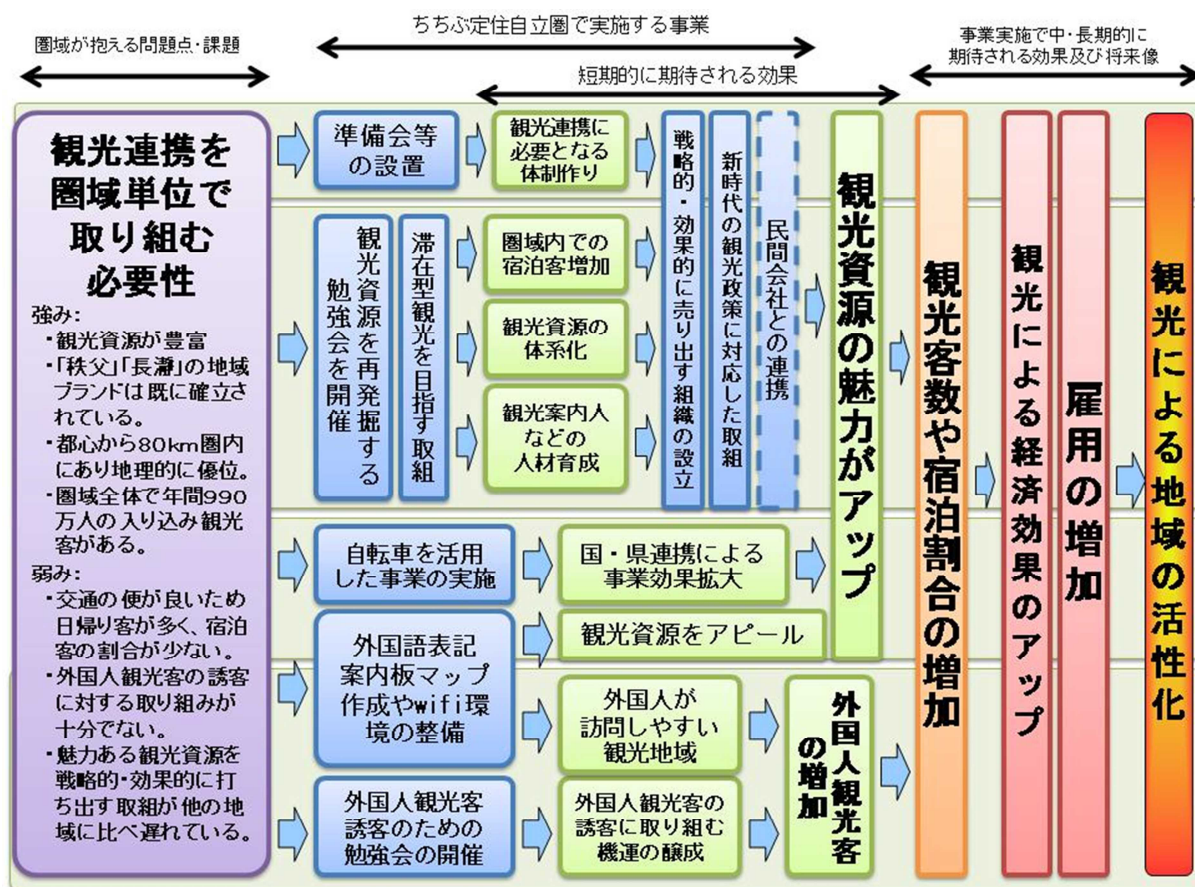 圏域が抱える問題点・課題
ちちぶ定住自立圏で実施する事業
短期的に期待される効果
事業実施で中・長期的に
期待される効果及び将来像
観光連携を
圏域単位で
取り組む
必要性
強み：
・観光資源が豊富
・「秩父」「長瀞」の地域
ブランドは既に確立さ
れている。
・都心から80km圏内
にあり地理的に優位。
・圏域全体で年間990
万人の入り込み観光
客がある。
弱み：
・交通の便が良いため
日帰り客が多く、宿泊
客の割合が少ない。
・外国人観光客の誘客
に対する取り組みが
十分でない。
・魅力ある観光資源を
戦略的・効果的に打
ち出す取組が他の地
域に比べ遅れている。
準備会等
の設置
観光連携に
必要となる
体制作り
観光資源を再発掘する
勉強会を開催
滞在型観光を目指す取組
圏域内での
宿泊客増加
観光資源の
体系化
観光案内人
などの
人材育成
戦略的・効果的に売り出す組織の設立
新時代の観光政策に対応した取組
民間会社との連携
自転車を活用
した事業の実施
国・県連携による
事業効果拡大
外国語表記
案内板マップ
作成やwifi環
境の整備
観光資源をアピール
外国人が
訪問しやすい
観光地域
外国人観光客
誘客のための
勉強会の開催
外国人観光客の
誘客に取り組む
機運の醸成
観光資源の魅力がアップ
外国人観光客
の増加
観光客数や宿泊割合の増加
観光による経済効果のアップ
雇用の増加
観光による地域の活性化